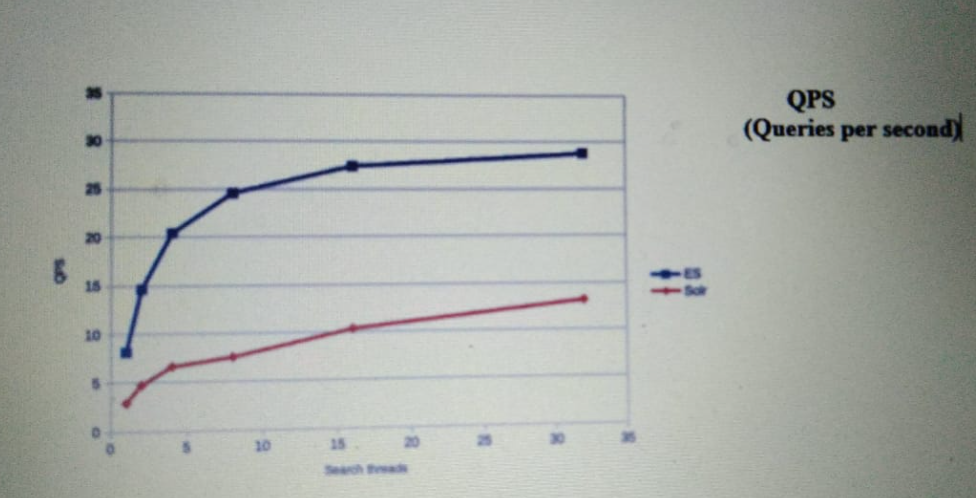 QPS
(Queries per second)
35
30
25
20
15
10
5
0
QPS
0 5 10 15 20 25 30 35
Search threads
ES
Solr